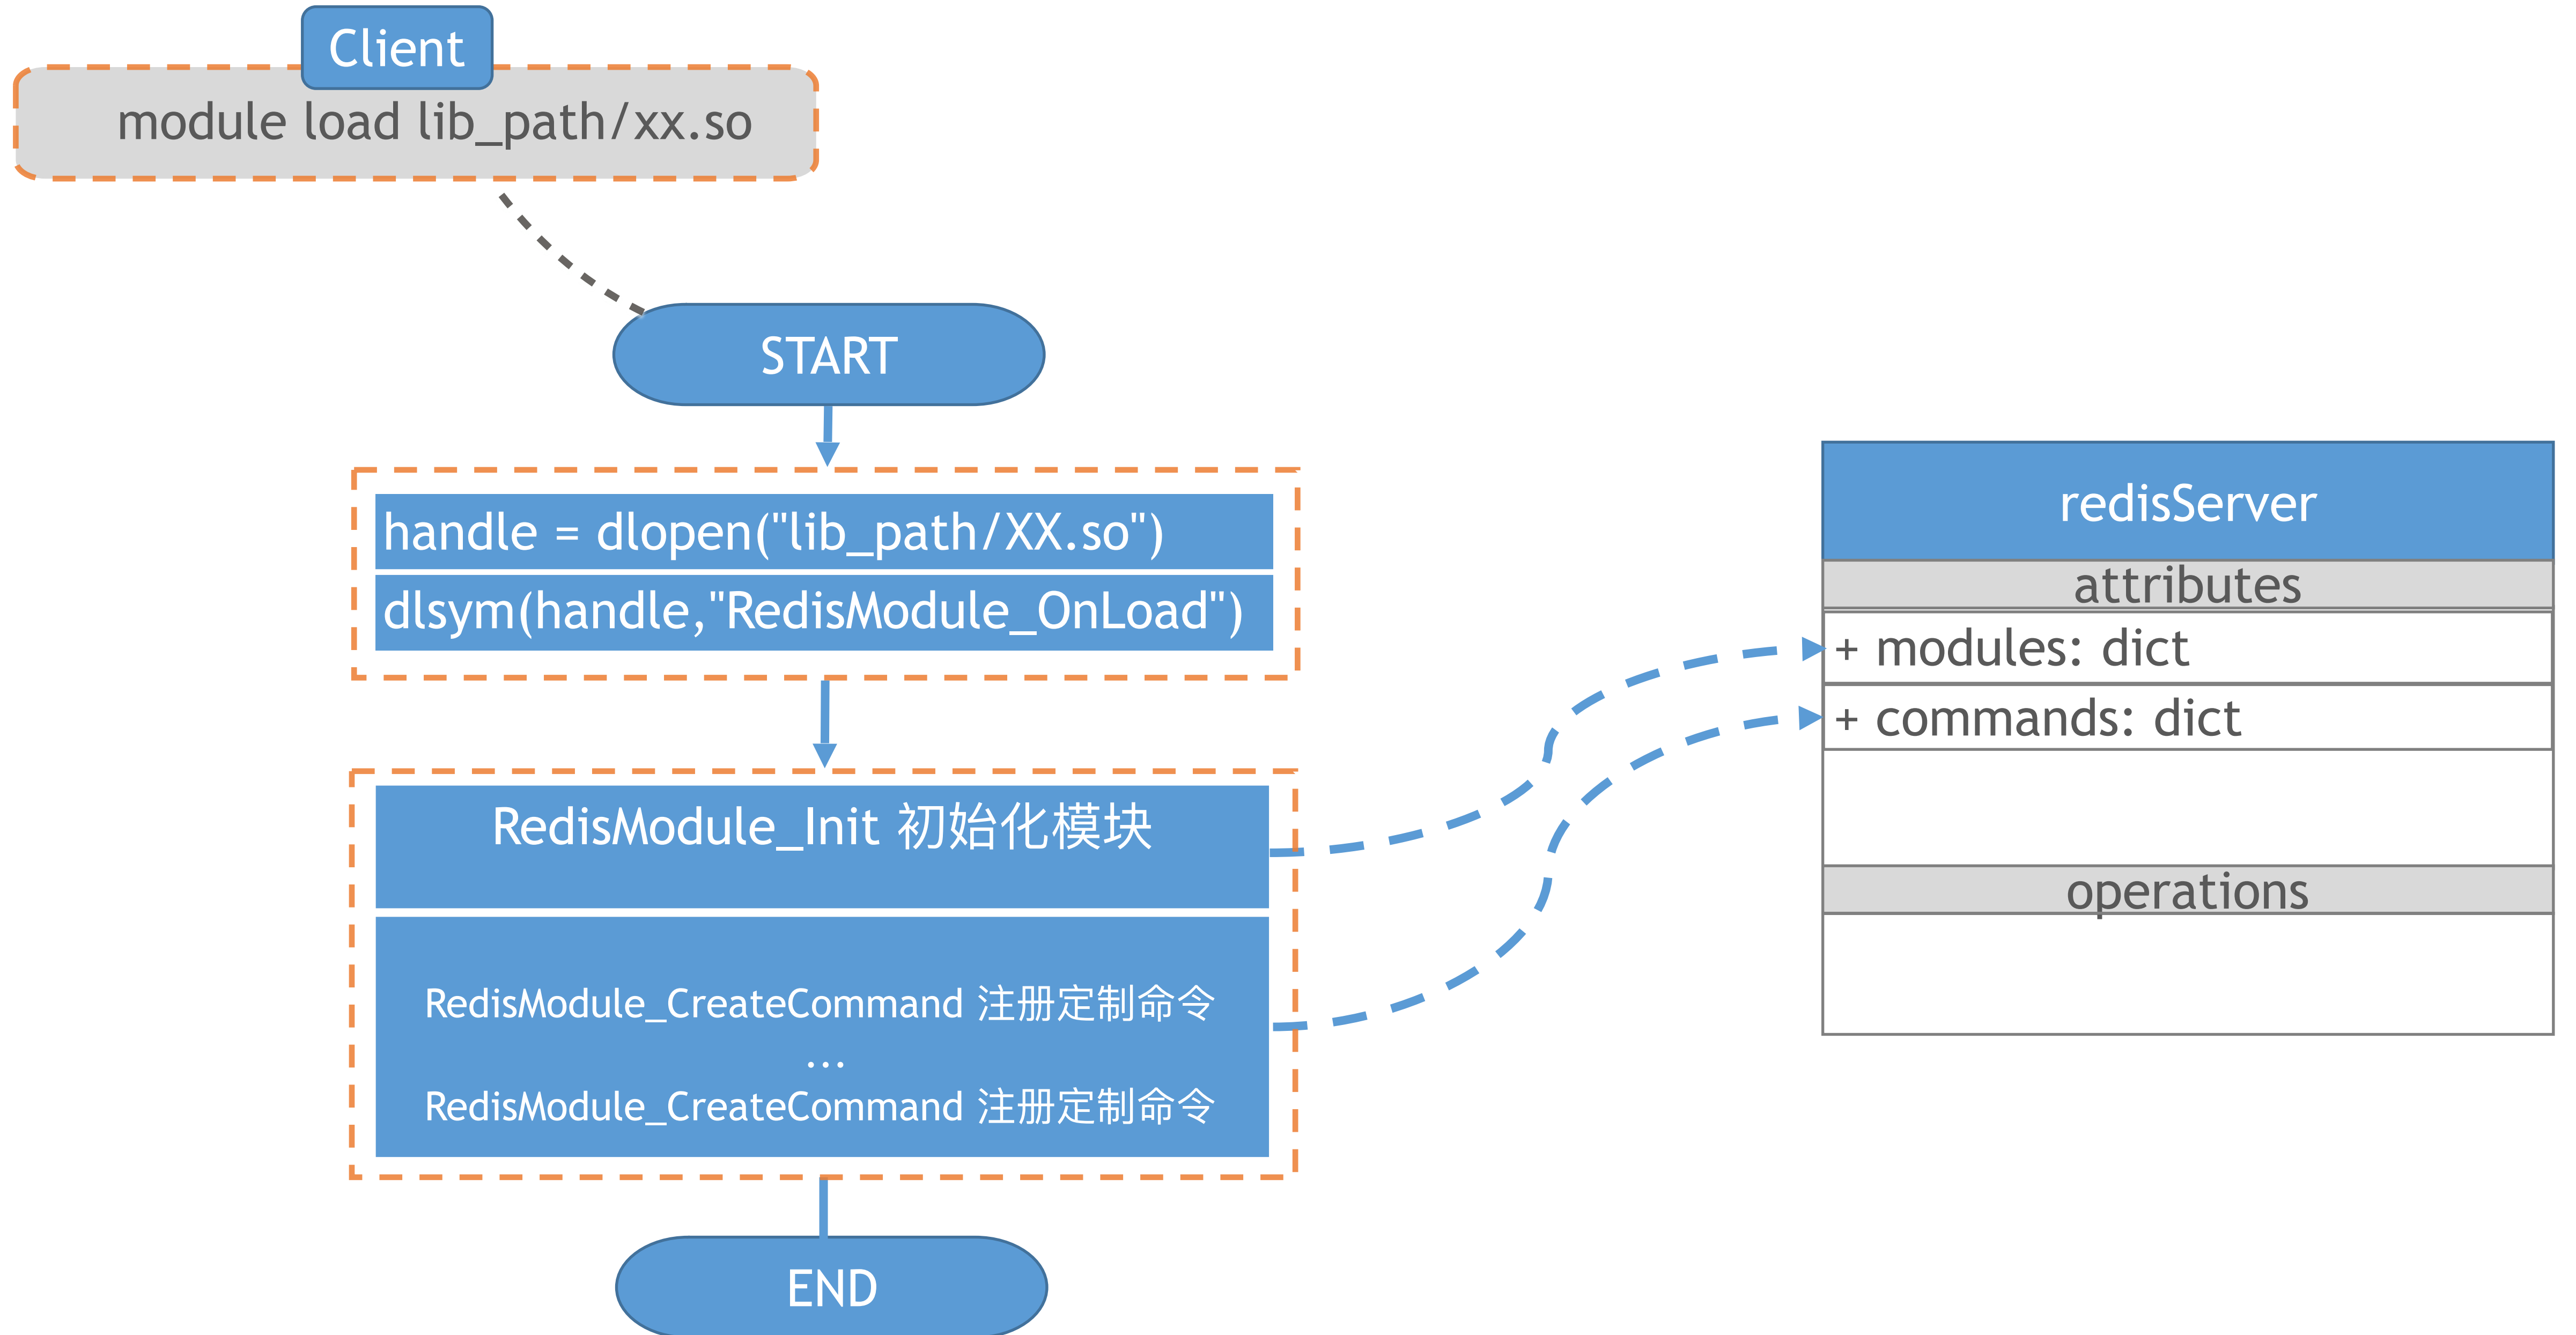 Client
module load lib_path/xx.so
START
handle = dlopen("lib_path/XX.so")
dlsym(handle,"RedisModule_OnLoad")
RedisModule_Init 初始化模块
RedisModule_CreateCommand 注册定制命令
...
RedisModule_CreateCommand 注册定制命令
END
redisServer
attributes
+ modules: dict
+ commands: dict
operations